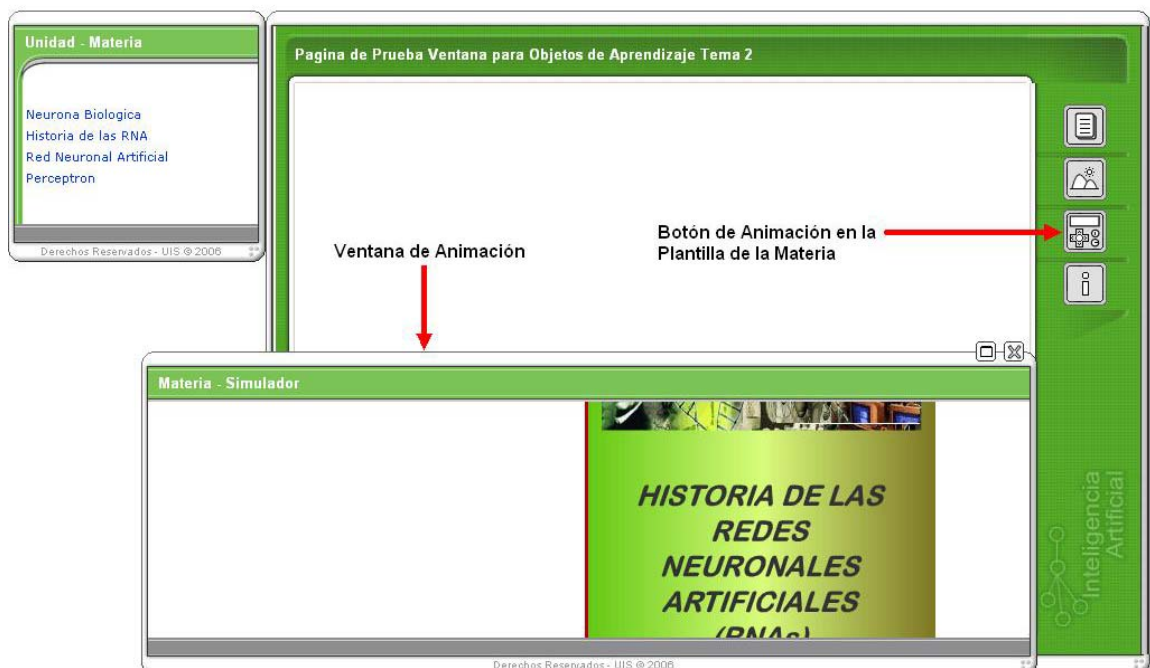 Unidad - Materia
Neurona Biologica
Historia de las RNA
Red Neuronal Artificial
Perceptron
Derechos Reservados - UIS @ 2006
Pagina de Prueba Ventana para Objetos de Aprendizaje Tema 2
Ventana de Animación
Botón de Animación en la
Plantilla de la Materia
Materia - Simulador
HISTORIA DE LAS
REDES
NEURONALES
ARTIFICIALES
(RNAs)
Inteligencia
Artificial
Derechos Reservados - UIS @ 2006